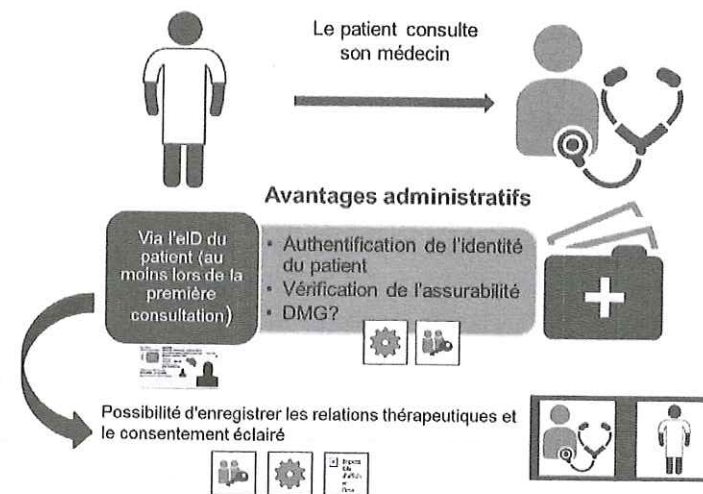 Le patient consulte
son médecin
Avantages administratifs
Via l'eID du
patient (au
moins lors de la
première
consultation)
• Authentification de l'identité
du patient
• Vérification de l'assurabilité
• DMG?
Possibilité d'enregistrer les relations thérapeutiques et
le consentement éclairé